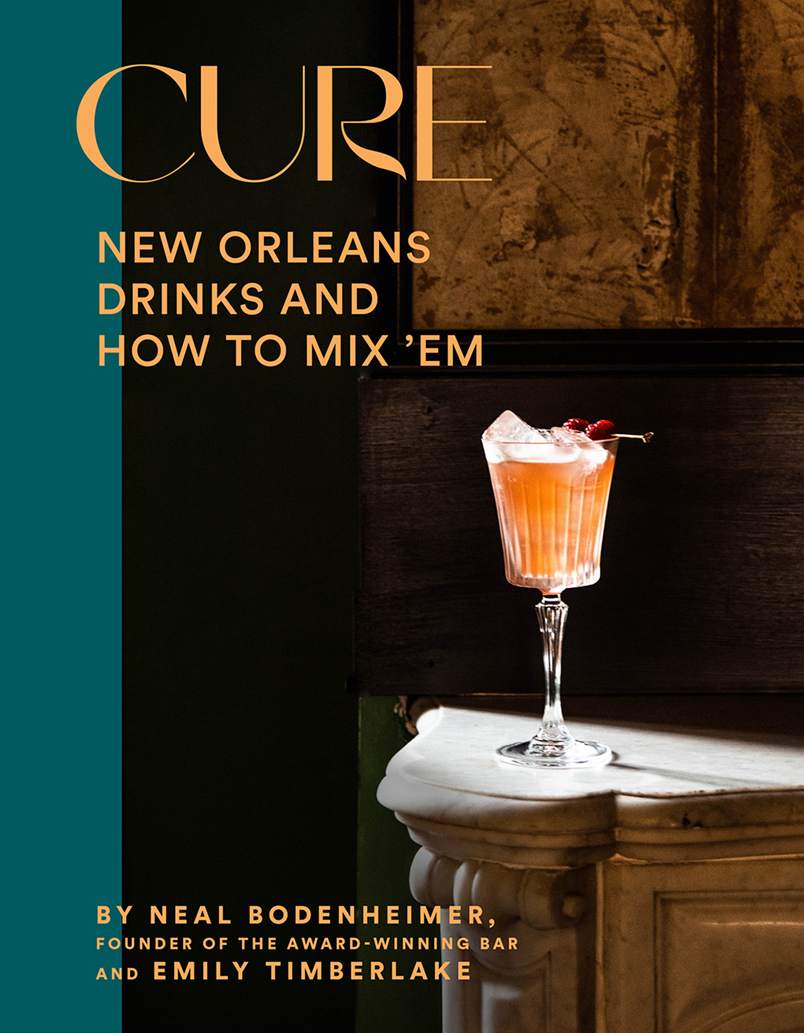 CURE
NEW ORLEANS
DRINKS AND
HOW TO MIX ’EM
BY NEAL BODENHEIMER,
FOUNDER OF THE AWARD-WINNING BAR
AND EMILY TIMBERLAKE